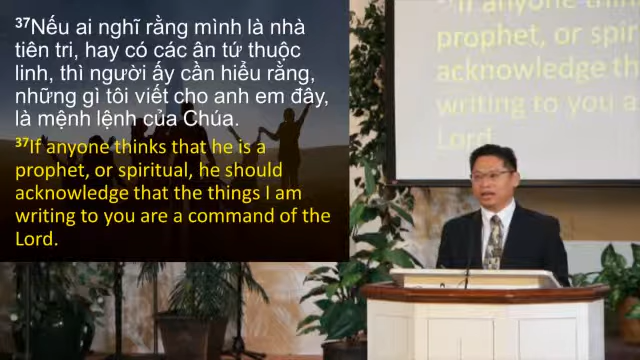 ³⁷Nếu ai nghĩ rằng mình là nhà
tiên tri, hay có các ân tứ thuộc
linh, thì người ấy cần hiểu rằng,
những gì tôi viết cho anh em đây,
là mệnh lệnh của Chúa.
³⁷If anyone thinks that he is a
prophet, or spiritual, he should
acknowledge that the things I am
writing to you are a command of the
Lord.
If anyone thin
prophet, or spir
acknowledge th
writing to you a
Lord.